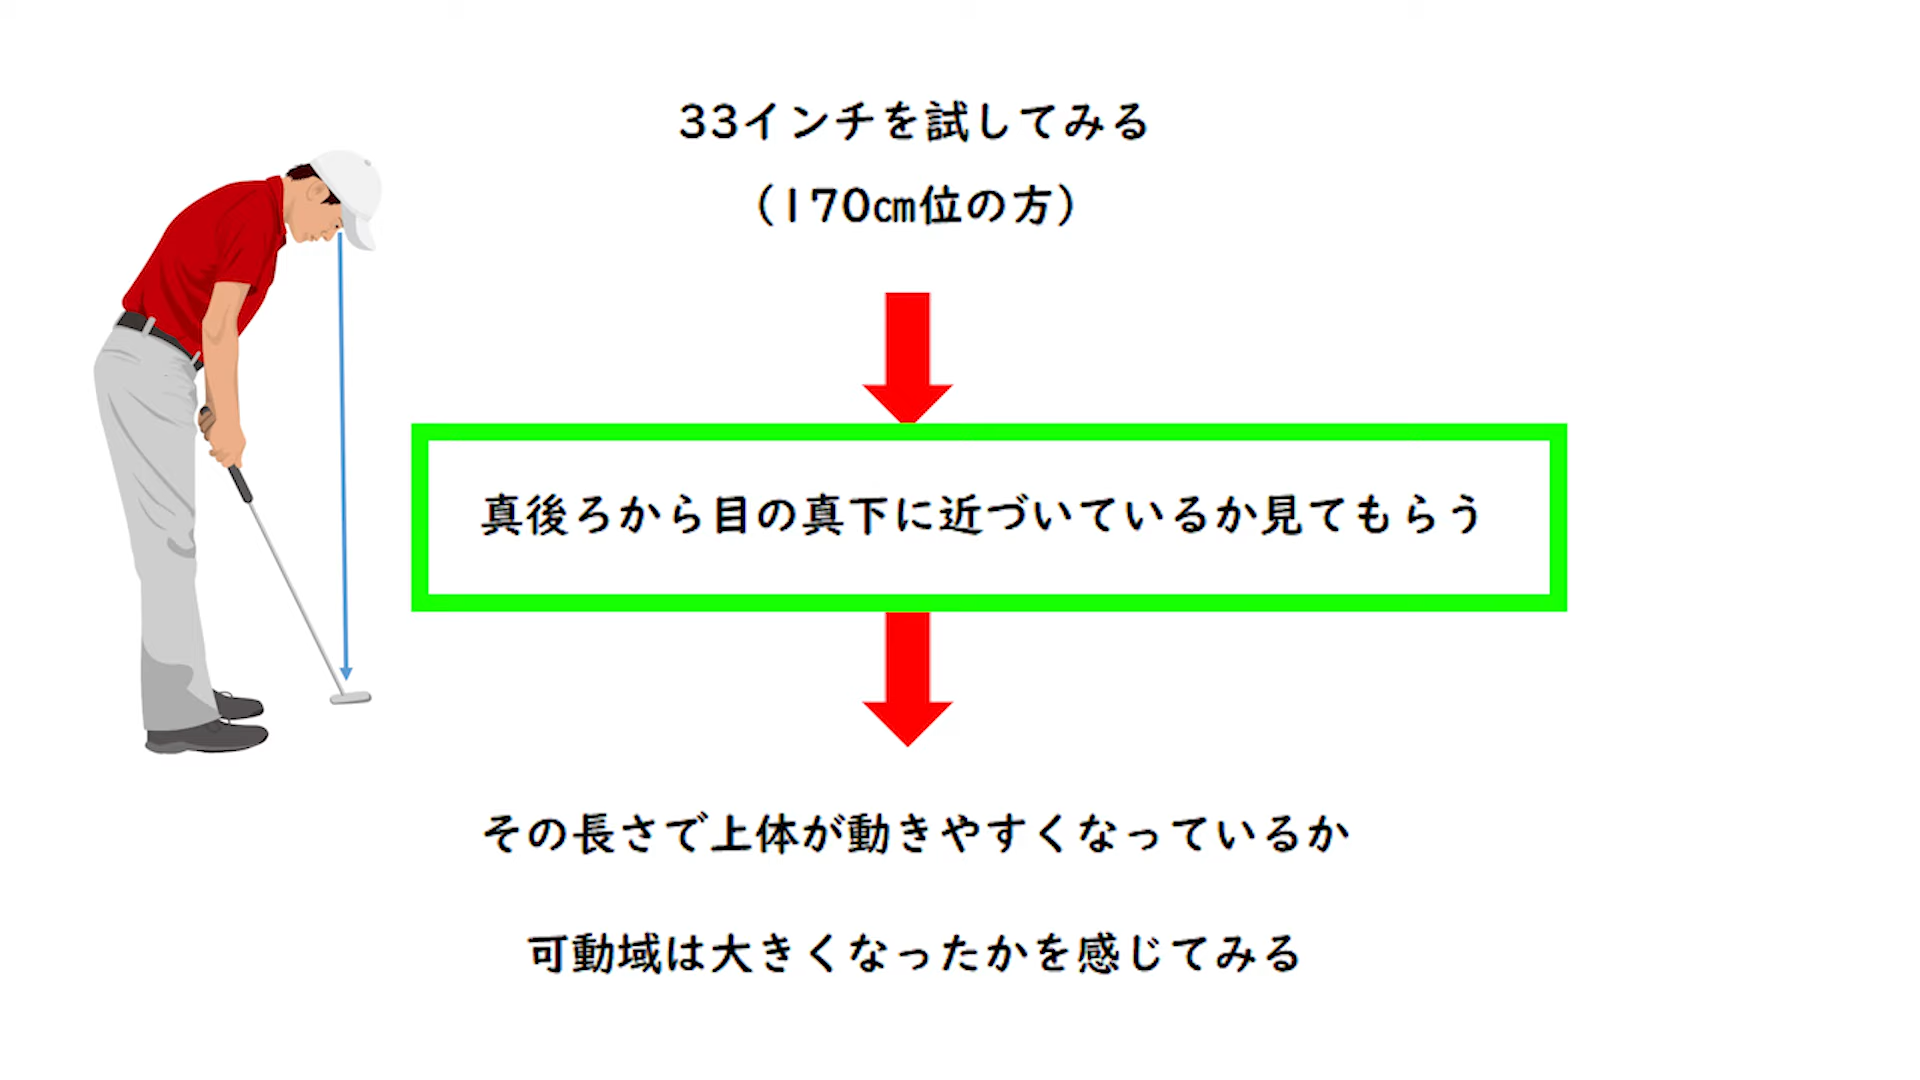 33インチを試してみる
（170㎝位の方）
真後ろから目の真下に近づいているか見てもらう
その長さで上体が動きやすくなっているか
可動域は大きくなったかを感じてみる